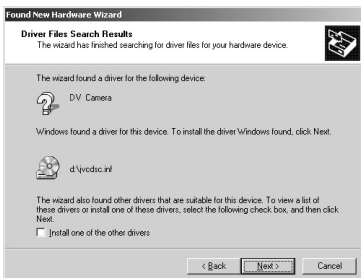 Found New Hardware Wizard
Driver Files Search Results
The wizard has finished searching for driver files for your hardware device.
The wizard found a driver for the following device:
DV Camera
Windows found a driver for this device. To install the driver Windows found, click Next.
d:\jvcdsc.inf
The wizard also found other drivers that are suitable for this device. To view a list of
these drivers or install one of these drivers, select the following check box, and then click
Next.
Install one of the other drivers
< Back
Next >
Cancel